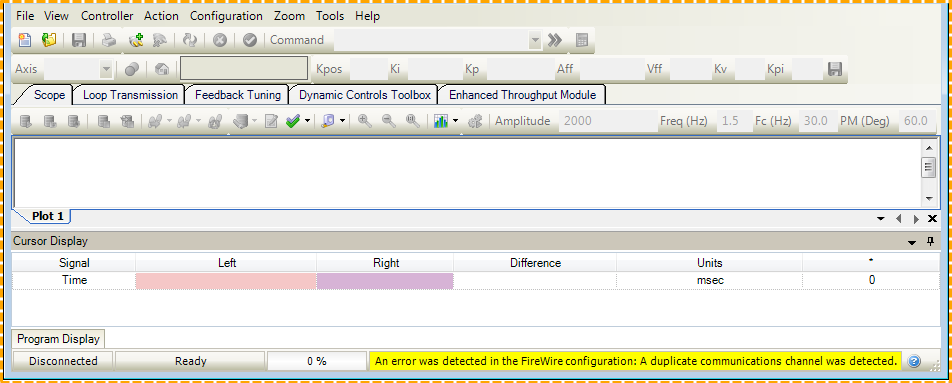 File View Controller Action Configuration Zoom Tools Help
Command
Axis Kpos Ki Kp Aff Vff Kv Kpi
Scope Loop Transmission Feedback Tuning Dynamic Controls Toolbox Enhanced Throughput Module
Amplitude 2000 Freq (Hz) 1.5 Fc (Hz) 30.0 PM (Deg) 60.0
Plot 1
Cursor Display
Signal Left Right Difference Units *
Time msec 0
Program Display
Disconnected Ready 0 % An error was detected in the FireWire configuration: A duplicate communications channel was detected.